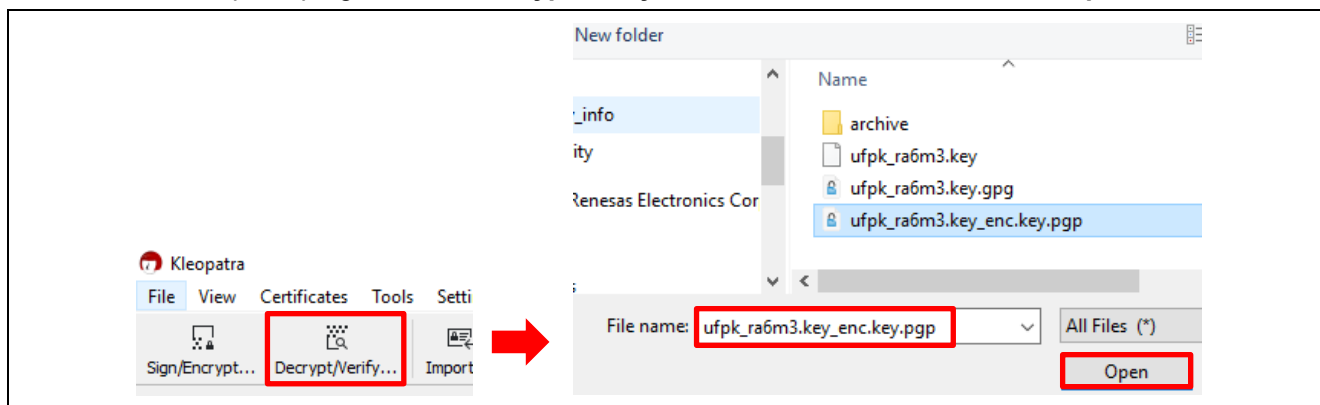 New folder
Name
_info
archive
ity
ufpk_ra6m3.key
ufpk_ra6m3.key.gpg
Renesas Electronics Cor
ufpk_ra6m3.key_enc.key.pgp
Kleopatra
File View Certificates Tools Setti
Sign/Encrypt... Decrypt/Verify... Import
File name: ufpk_ra6m3.key_enc.key.pgp All Files (*)
Open